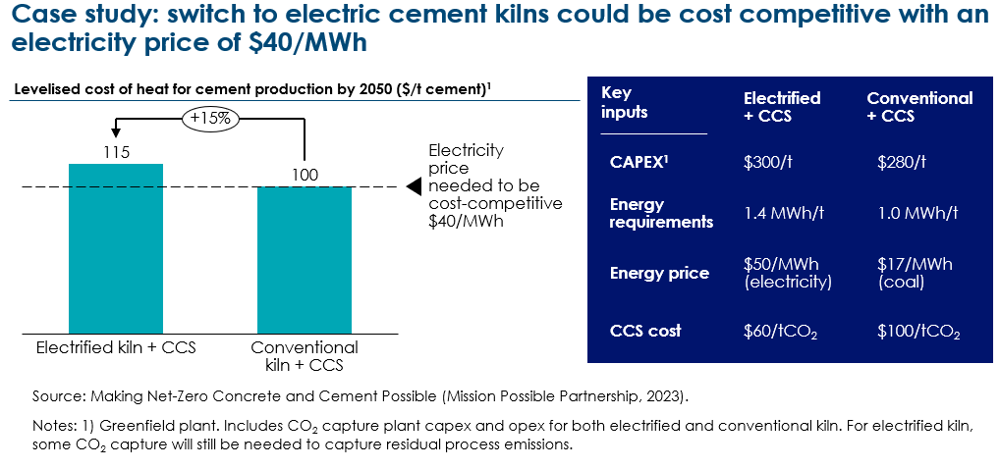 Case study: switch to electric cement kilns could be cost competitive with an
electricity price of $40/MWh
Levelised cost of heat for cement production by 2050 ($/t cement)¹
+15%
115
100
Electricity
price
needed to be
cost-competitive
$40/MWh
Electrified kiln + CCS
Conventional
kiln + CCS
Key
inputs
Electrified
+ CCS
Conventional
+ CCS
CAPEX¹
$300/t
$280/t
Energy
requirements
1.4 MWh/t
1.0 MWh/t
Energy price
$50/MWh
(electricity)
$17/MWh
(coal)
CCS cost
$60/tCO₂
$100/tCO₂
Source: Making Net-Zero Concrete and Cement Possible (Mission Possible Partnership, 2023).
Notes: 1) Greenfield plant. Includes CO₂ capture plant capex and opex for both electrified and conventional kiln. For electrified kiln,
some CO₂ capture will still be needed to capture residual process emissions.